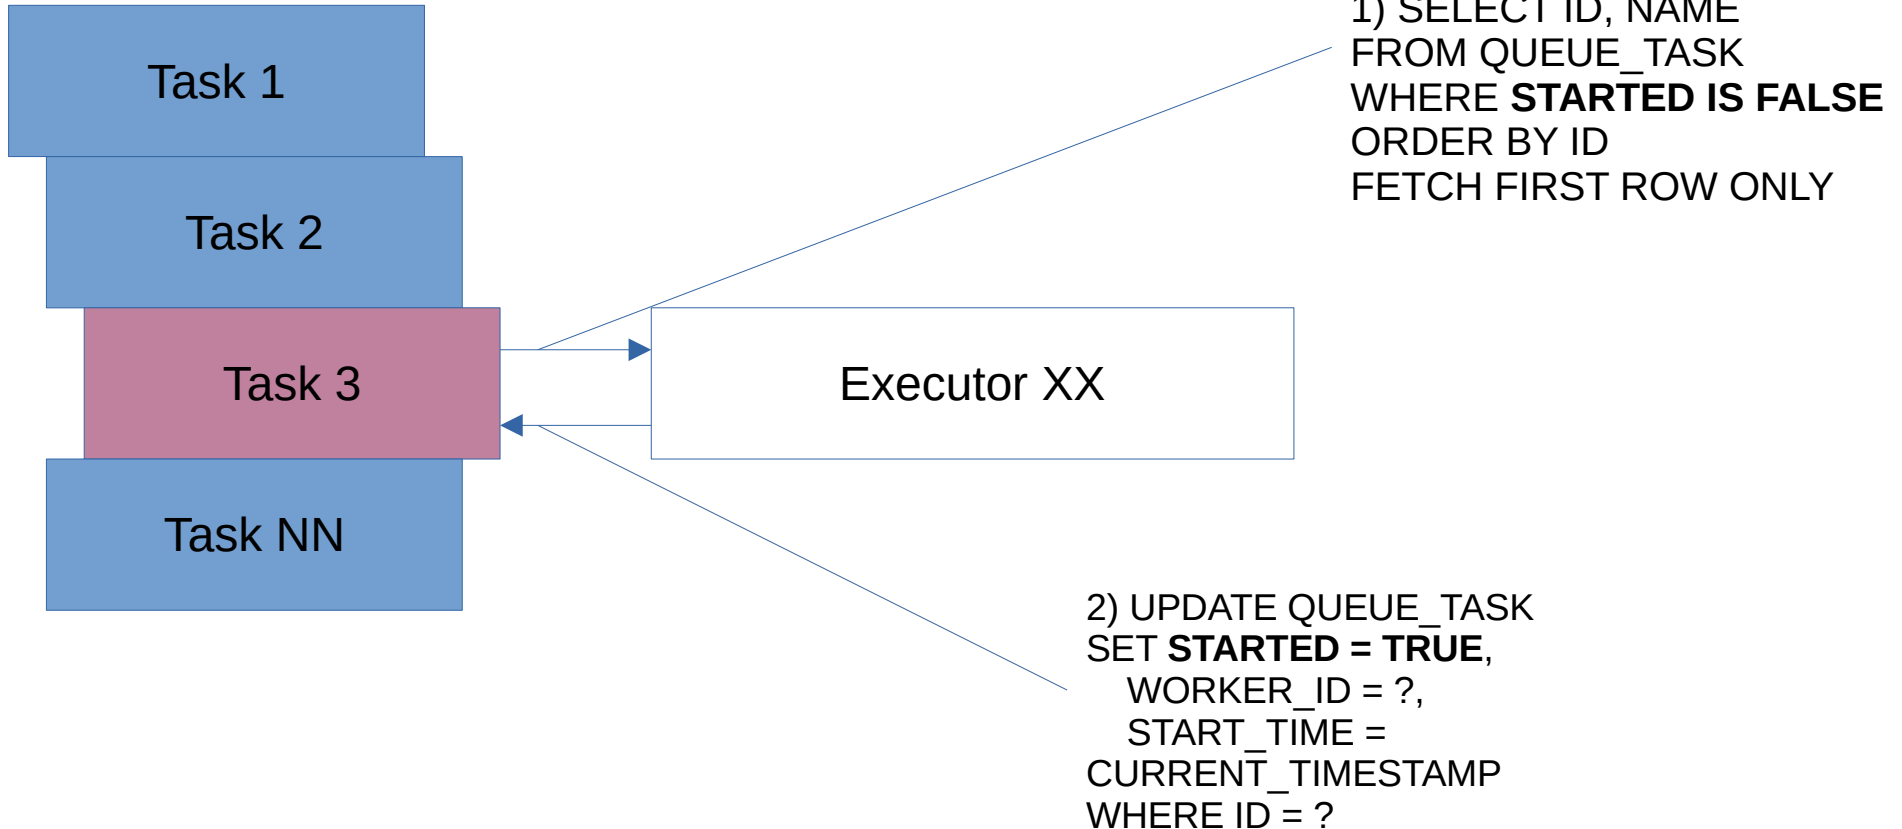 Task 1
Task 2
Task 3
Task NN
Executor XX
1) SELECT ID, NAME
FROM QUEUE_TASK
WHERE STARTED IS FALSE
ORDER BY ID
FETCH FIRST ROW ONLY
2) UPDATE QUEUE_TASK
SET STARTED = TRUE,
WORKER_ID = ?,
START_TIME =
CURRENT_TIMESTAMP
WHERE ID = ?